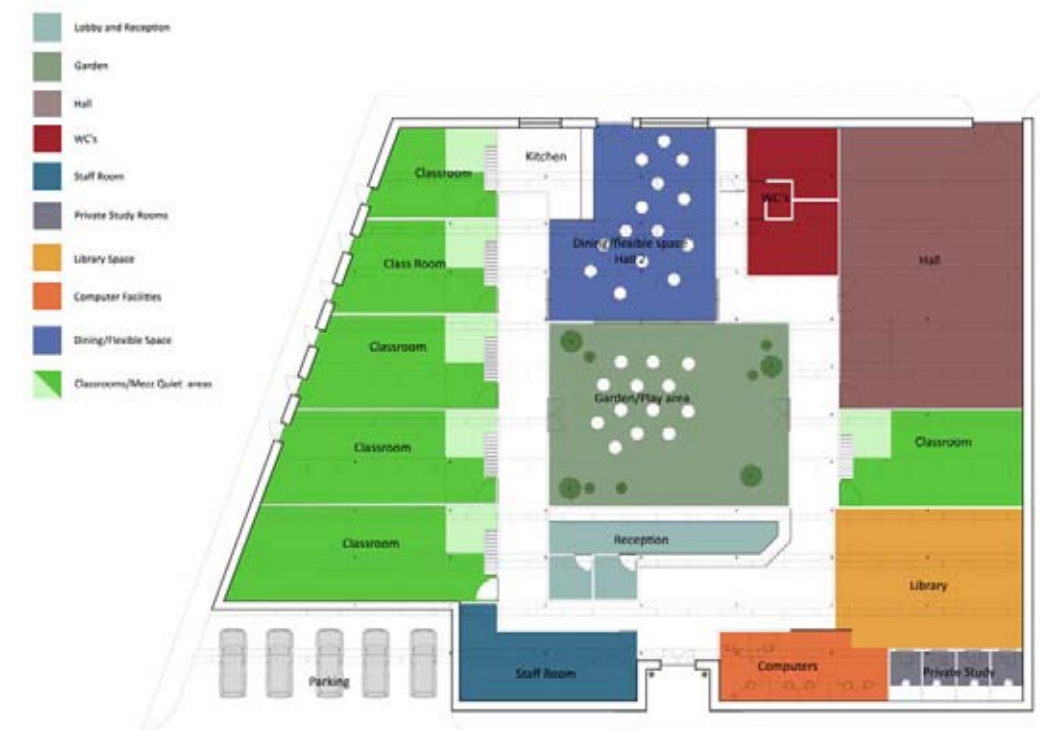 Lobby and Reception
Garden
Hall
WC's
Staff Room
Private Study Rooms
Library Space
Computer Facilities
Dining/Flexible Space
Classrooms/Mezz Quiet areas
Kitchen
Classroom
WC's
Dining/flexible space
Hall 2
Class Room
Hall
Classroom
Garden/Play area
Classroom
Classroom
Classroom
Reception
Library
Computers
Staff Room
Private Study
Parking